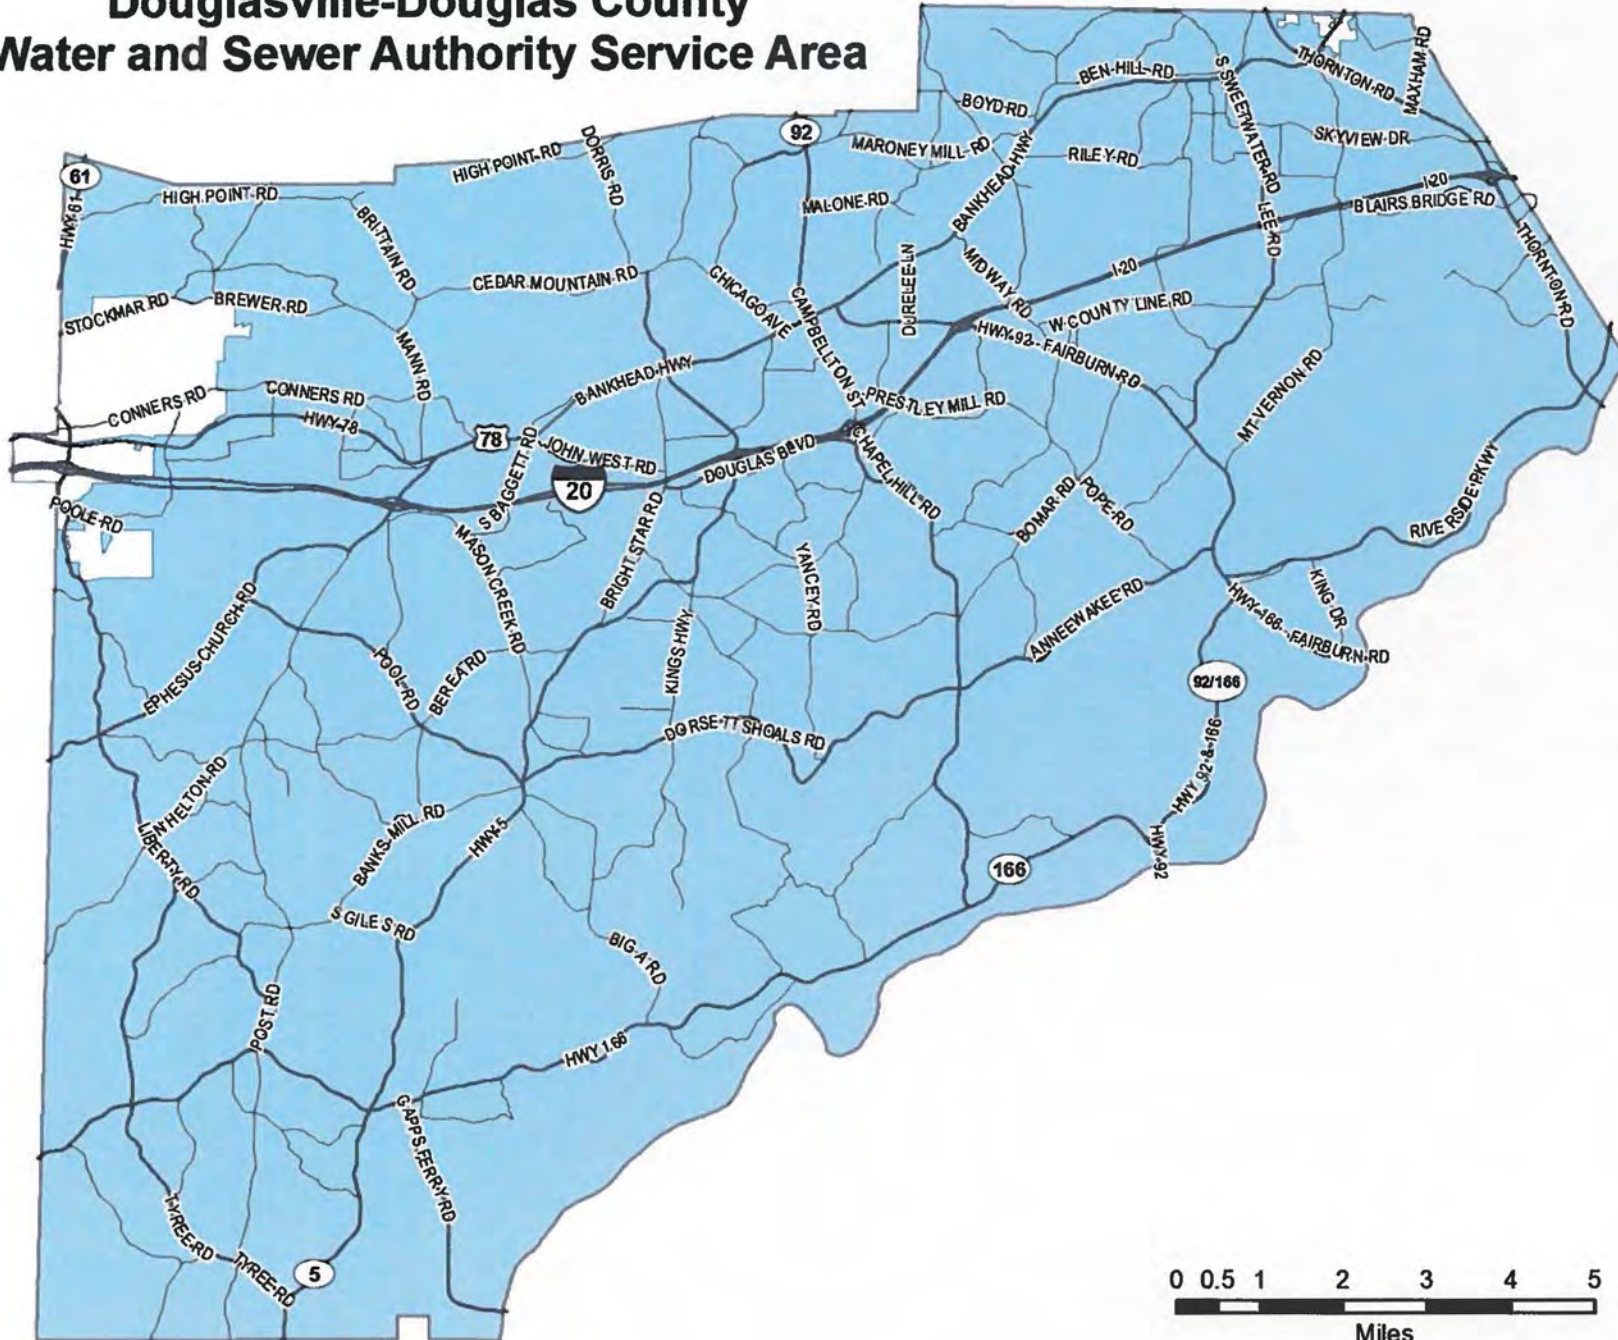 Douglasville-Douglas County
Water and Sewer Authority Service Area
BEN HILL RD
S SWEETWATER RD
THORNTON RD
MAXHAM RD
BOYD RD
92
DORRIS RD
HIGH POINT RD
MARONEY MILL RD
BANKHEAD HWY
RILEY RD
SKYVIEW DR
61
HWY 61
HIGH POINT RD
MALONE RD
I-20
BLAIRS BRIDGE RD
LEE RD
THORNTON RD
BRITTAIN RD
CEDAR MOUNTAIN RD
CHICAGO AVE
CAMPBELLTON ST
DURELEE LN
MIDWAY RD
I-20
W COUNTY LINE RD
STOCKMAR RD
BREWER RD
MANN RD
HWY 92 - FAIRBURN RD
BANKHEAD HWY
PRESTLEY MILL RD
MT VERNON RD
CONNERS RD
CONNERS RD
HWY 78
78
JOHN WEST RD
DOUGLAS BLVD
20
S BAGGETT RD
CHAPEL HILL RD
BOMAR RD
POPE RD
RIVERSIDE PKWY
POOLE RD
MASON CREEK RD
BRIGHT STAR RD
YANCEY RD
ANNEEWAKEE RD
KING DR
HWY 166 - FAIRBURN RD
EPHESUS CHURCH RD
POOL RD
BEREA RD
KINGS HWY
92/166
DORSETT SHOALS RD
HWY 92 & 166
N HELTON RD
LIBERTY RD
BANKS MILL RD
HWY 5
HWY 92
166
S GILES RD
BIG A RD
POST RD
HWY 166
CAPPS FERRY RD
TYREE RD
TYREE RD
5
0 0.5 1 2 3 4 5
Miles